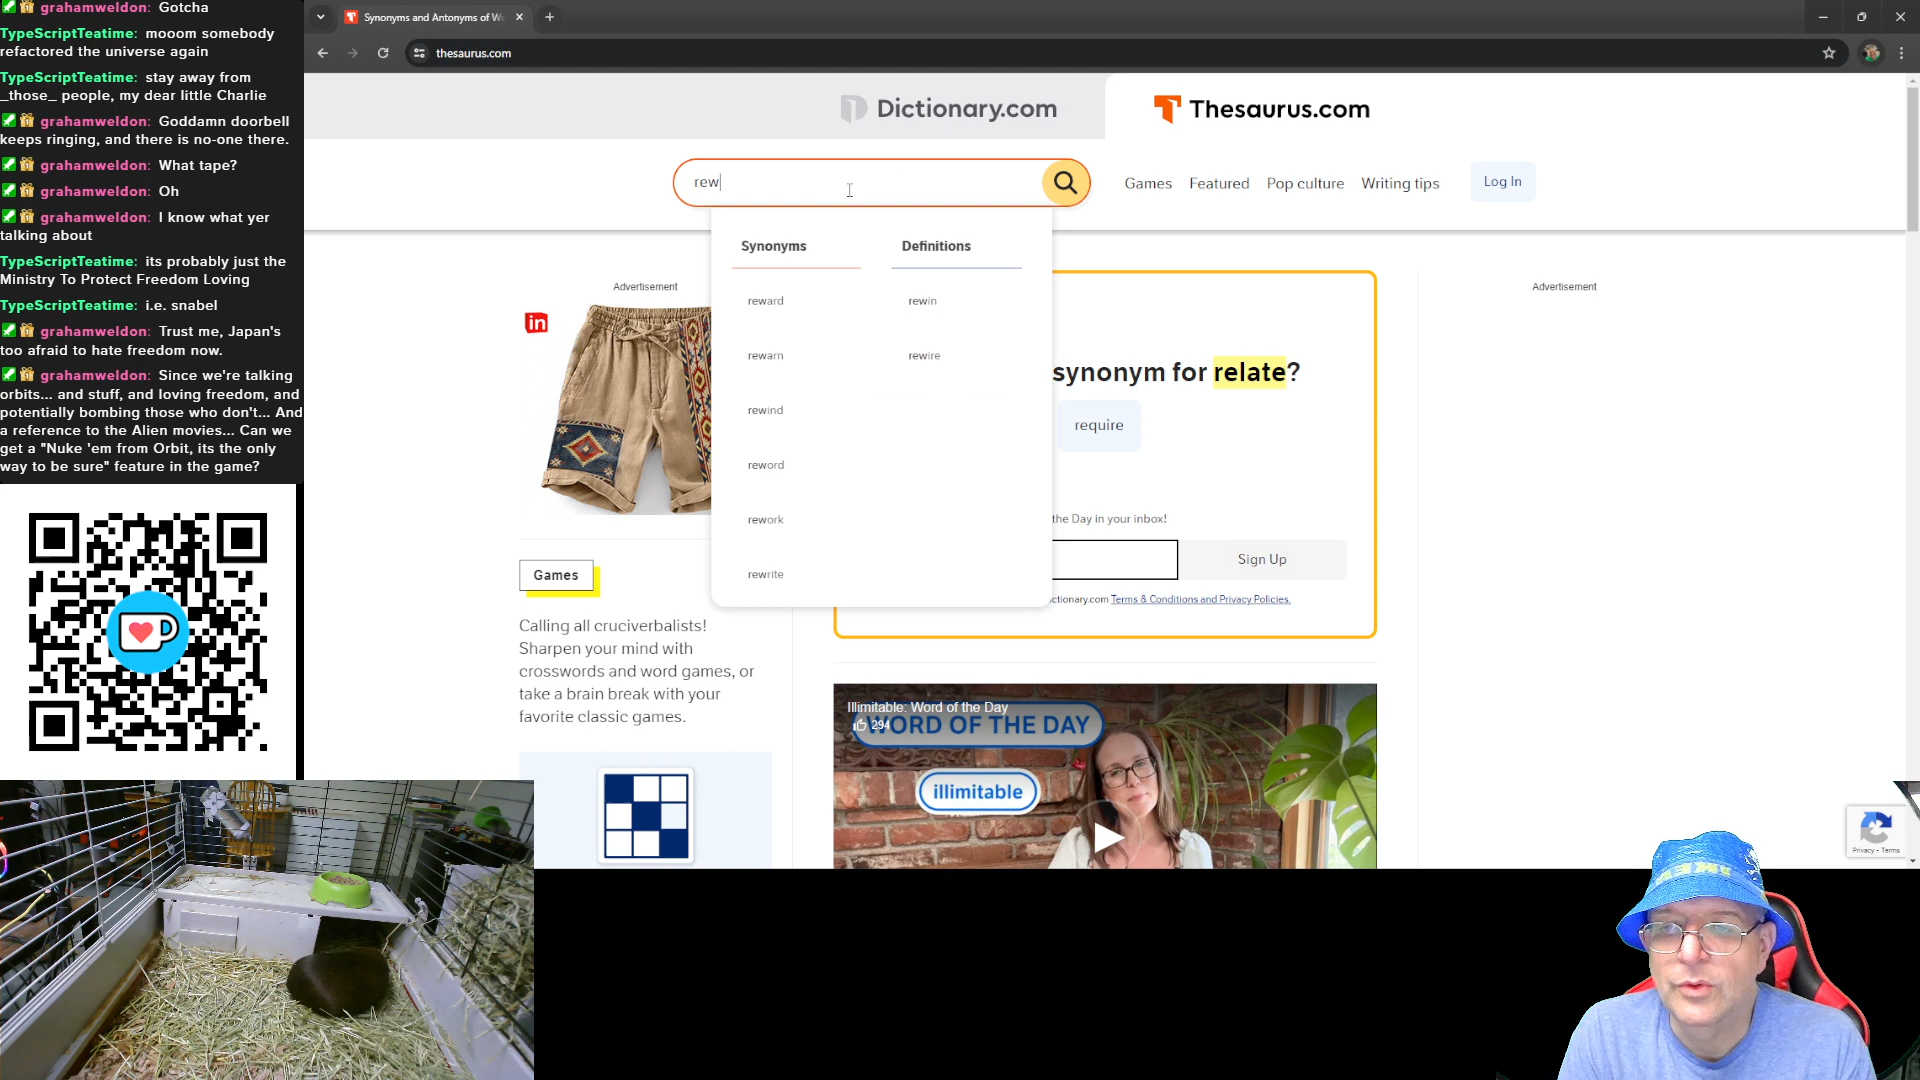 grahamweldon: Gotcha
TypeScriptTeatime: mooom somebody
refactored the universe again
TypeScriptTeatime: stay away from
_those_ people, my dear little Charlie
grahamweldon: Goddamn doorbell
keeps ringing, and there is no-one there.
grahamweldon: What tape?
grahamweldon: Oh
grahamweldon: I know what yer
talking about
TypeScriptTeatime: its probably just the
Ministry To Protect Freedom Loving
TypeScriptTeatime: i.e. snabel
grahamweldon: Trust me, Japan's
too afraid to hate freedom now.
grahamweldon: Since we're talking
orbits... and stuff, and loving freedom, and
potentially bombing those who don't... And
a reference to the Alien movies... Can we
get a "Nuke 'em from Orbit, its the only
way to be sure" feature in the game?
Synonyms and Antonyms of Wo
thesaurus.com
Dictionary.com
Thesaurus.com
rew
Games Featured Pop culture Writing tips Log In
Synonyms Definitions
reward rewin
rewarn rewire
rewind
reword
rework
rewrite
Advertisement
in
synonym for relate?
require
the Day in your inbox!
Sign Up
ctionary.com Terms & Conditions and Privacy Policies.
Advertisement
Games
Calling all cruciverbalists!
Sharpen your mind with
crosswords and word games, or
take a brain break with your
favorite classic games.
Illimitable: Word of the Day
294
WORD OF THE DAY
illimitable
Privacy - Terms
IKEA